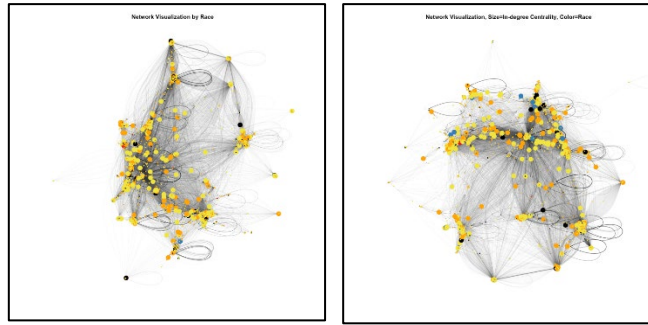 Network Visualization by Race
Network Visualization, Size=In-degree Centrality, Color=Race